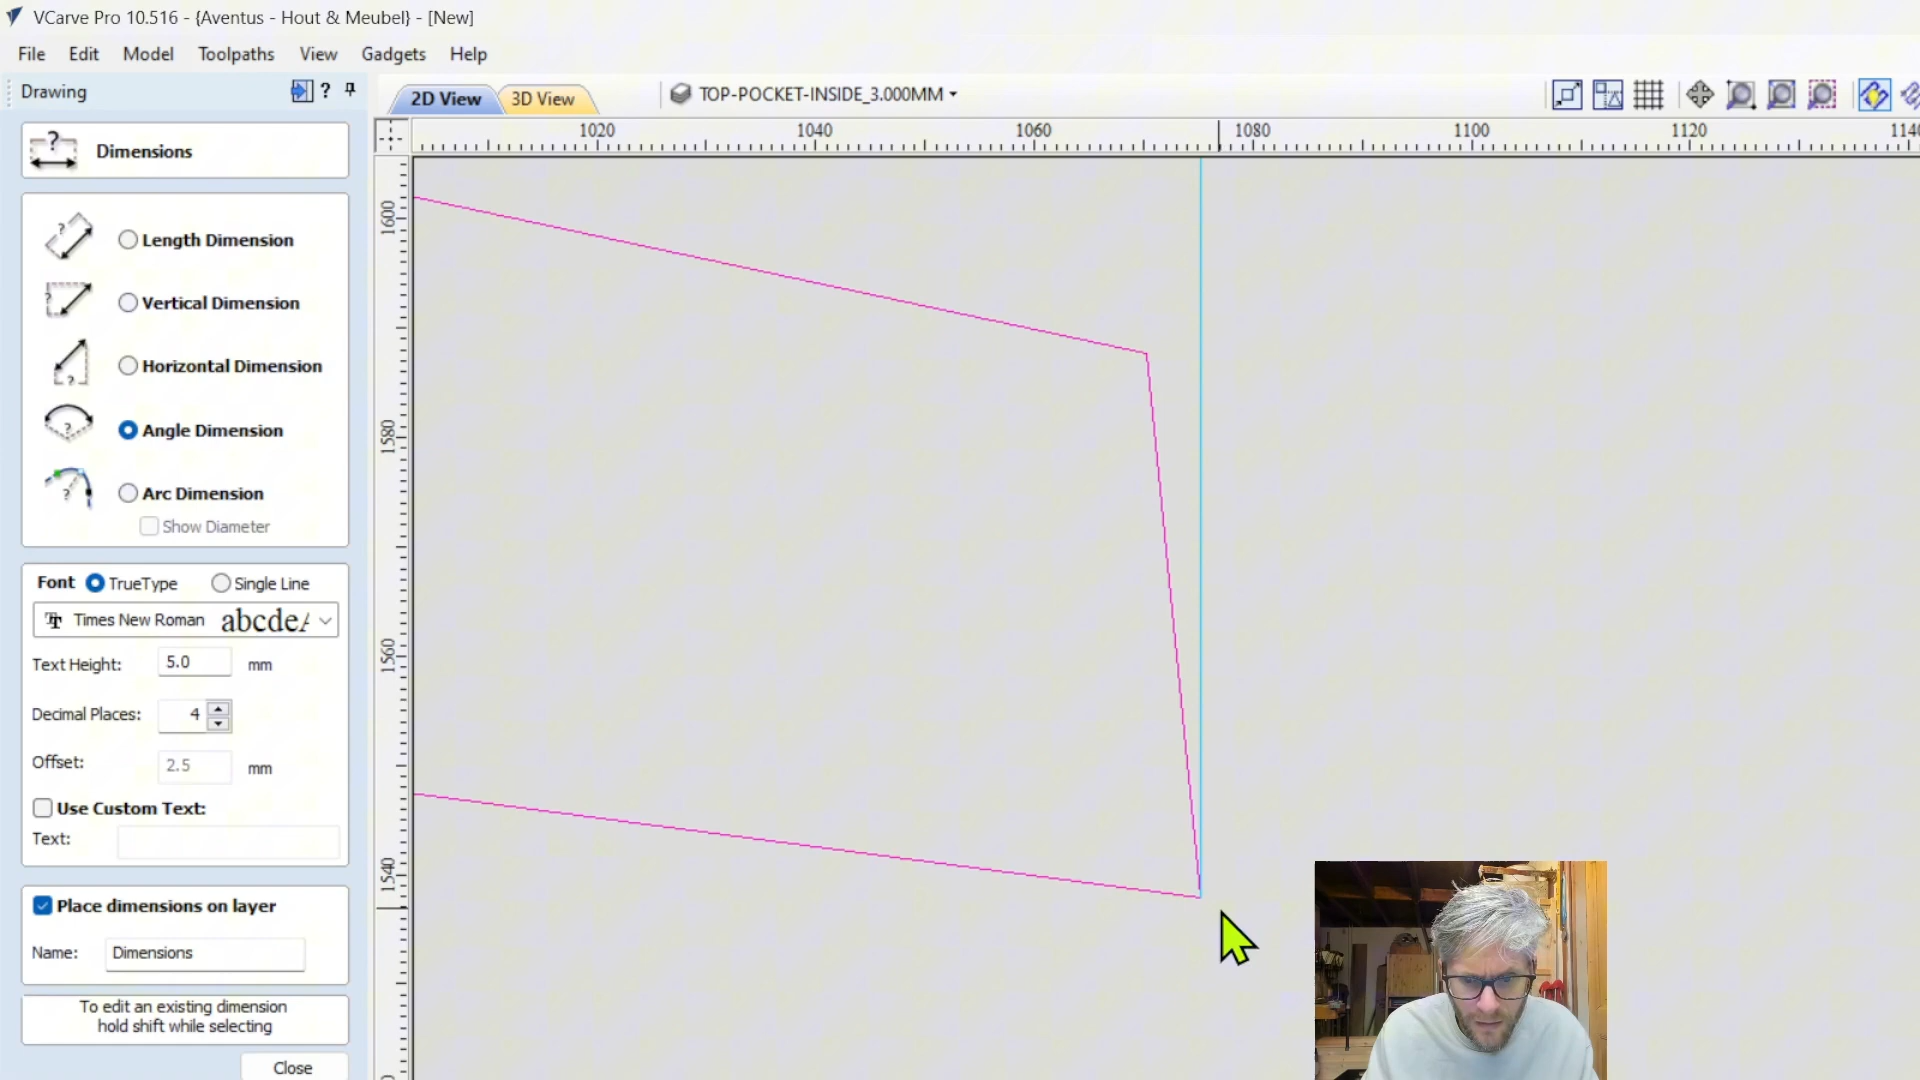 VCarve Pro 10.516 - {Aventus - Hout & Meubel} - [New]
File Edit Model Toolpaths View Gadgets Help
Drawing
?
2D View
3D View
TOP-POCKET-INSIDE_3.000MM
1020 1040 1060 1080 1100 1120 1140
1600
1580
1560
1540
Dimensions
Length Dimension
Vertical Dimension
Horizontal Dimension
Angle Dimension
Arc Dimension
Show Diameter
Font TrueType Single Line
Times New Roman abcdeA
Text Height: 5.0 mm
Decimal Places: 4
Offset: 2.5 mm
Use Custom Text:
Text:
Place dimensions on layer
Name: Dimensions
To edit an existing dimension
hold shift while selecting
Close